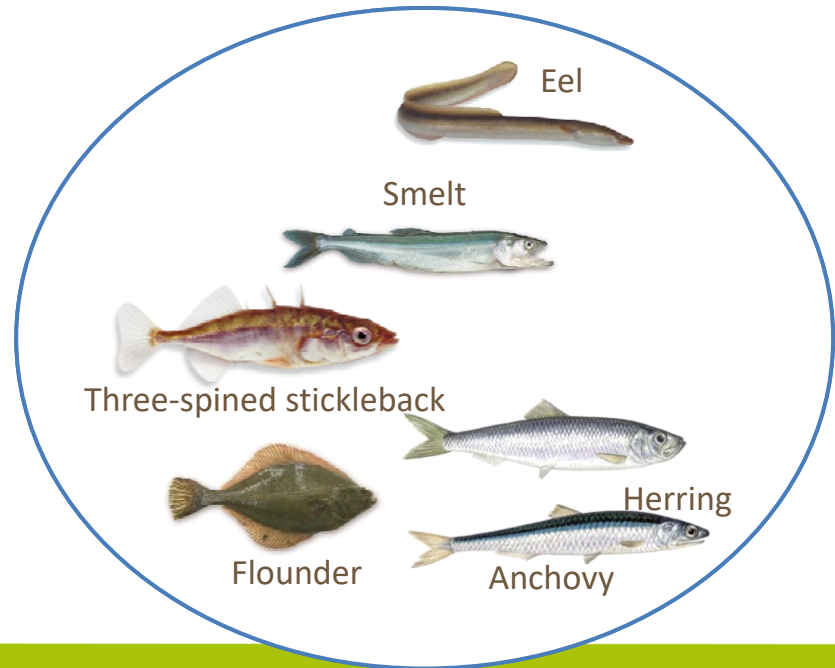 Eel
Smelt
Three-spined stickleback
Herring
Flounder
Anchovy